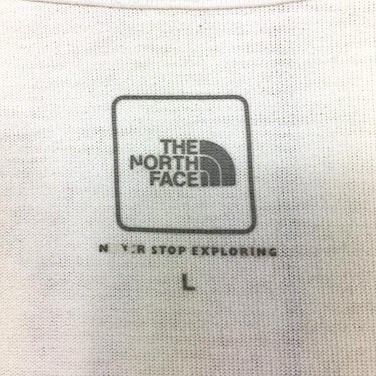 THE
NORTH
FACE
STOP EXPLORING
L